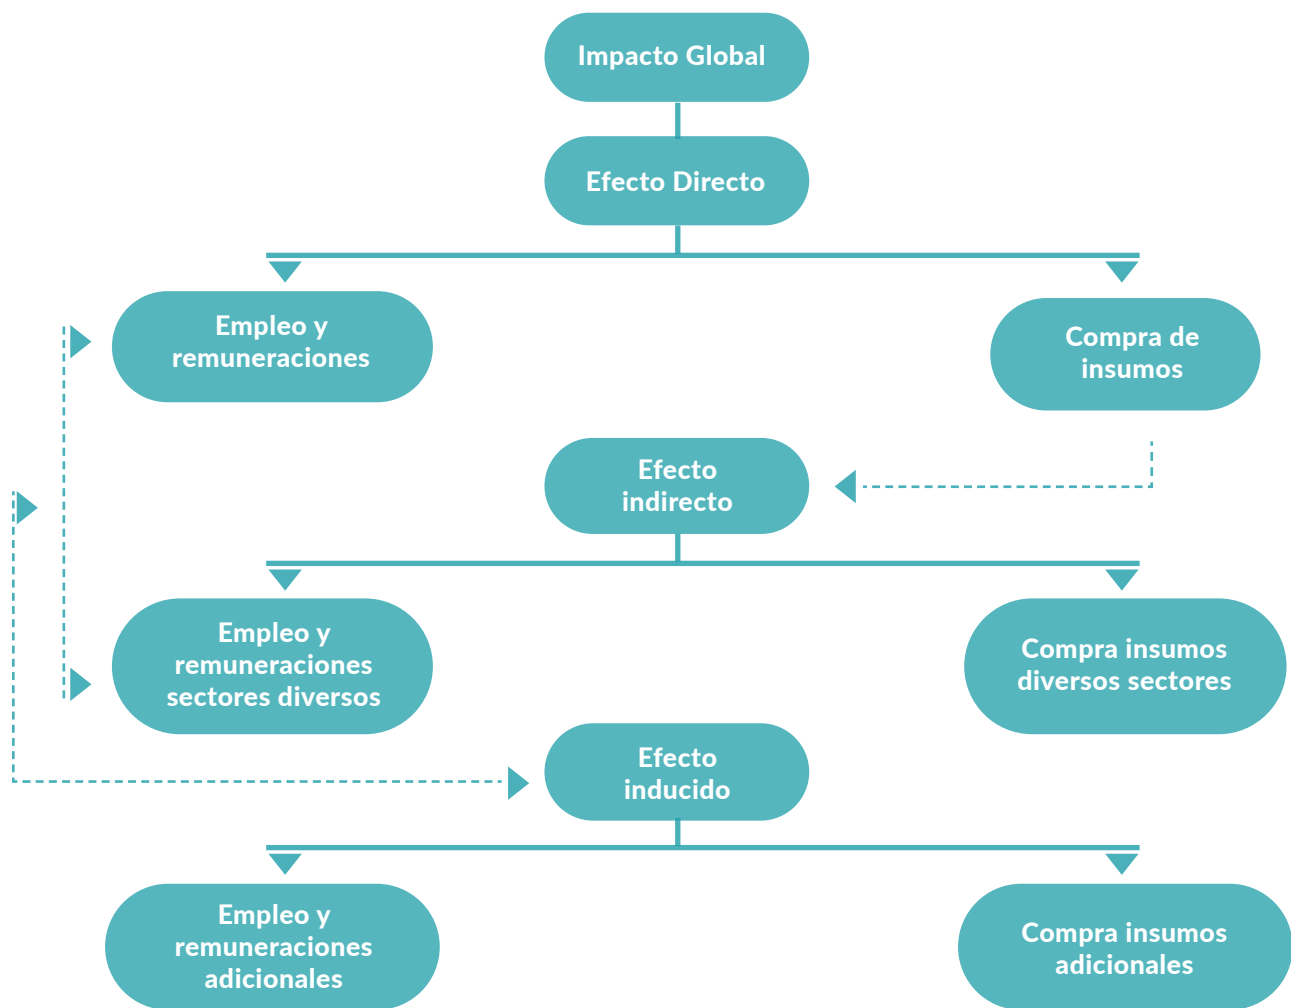 Impacto Global
Efecto Directo
Empleo y
remuneraciones
Compra de
insumos
Efecto
indirecto
Empleo y
remuneraciones
sectores diversos
Compra insumos
diversos sectores
Efecto
inducido
Empleo y
remuneraciones
adicionales
Compra insumos
adicionales